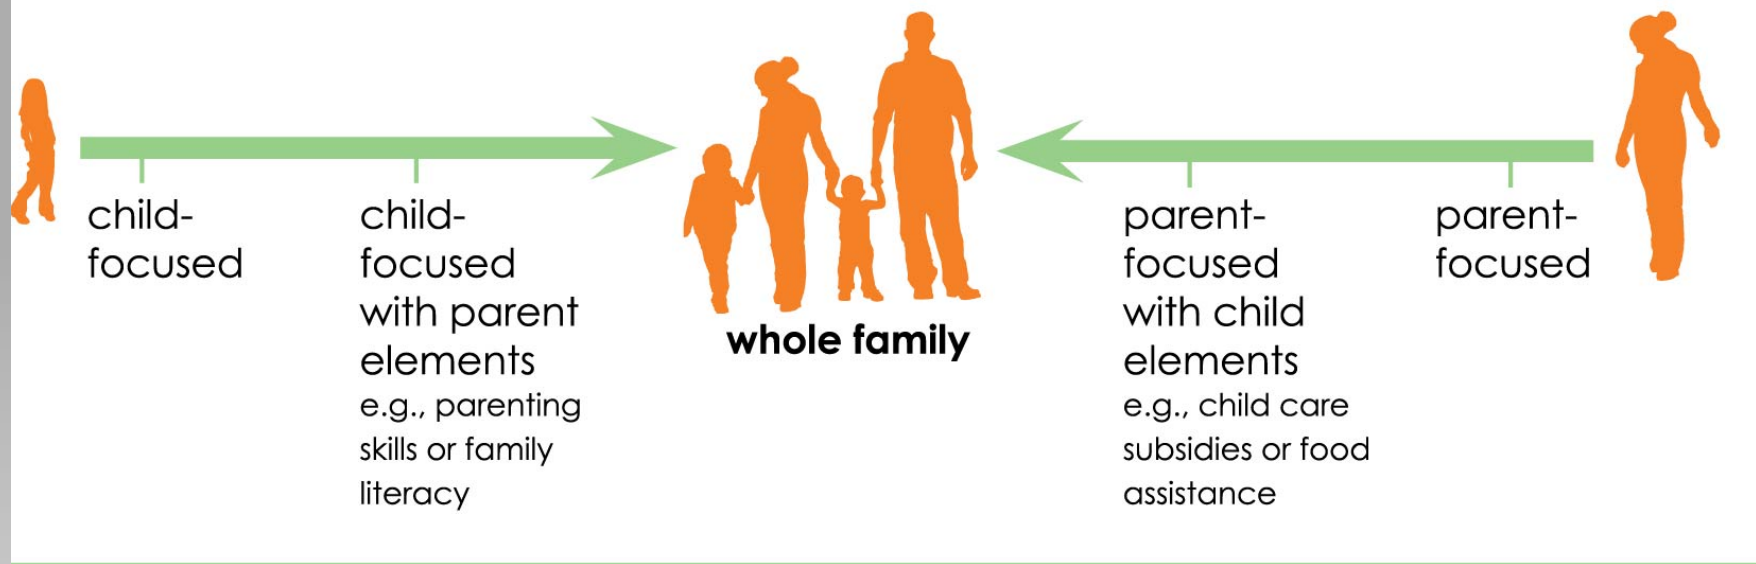 child-
focused
child-
focused
with parent
elements
e.g., parenting
skills or family
literacy
whole family
parent-
focused
with child
elements
e.g., child care
subsidies or food
assistance
parent-
focused